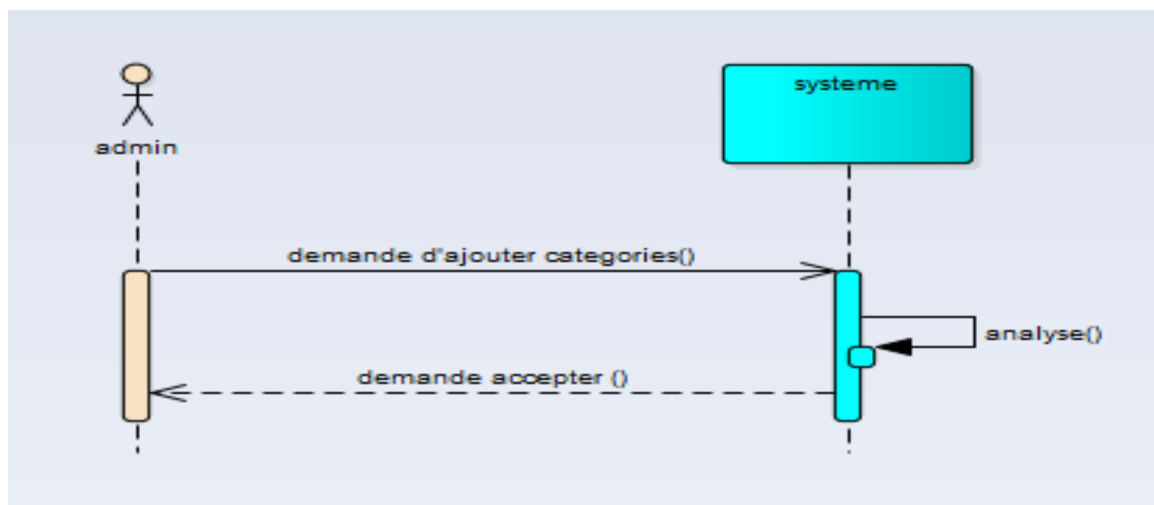 systeme
admin
demande d'ajouter categories()
analyse()
demande accepter ()